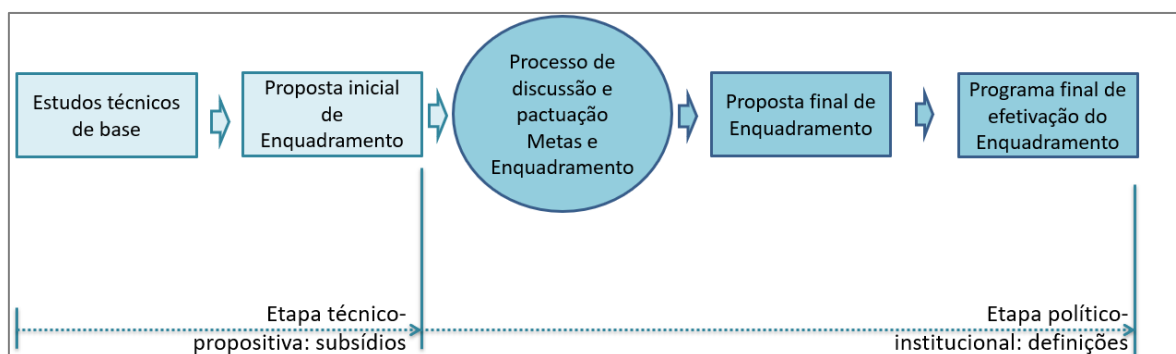 Estudos técnicos
de base
Proposta inicial
de
Enquadramento
Processo de
discussão e
pactuação
Metas e
Enquadramento
Proposta final de
Enquadramento
Programa final de
efetivação do
Enquadramento
Etapa técnico-
propositiva: subsídios
Etapa político-
institucional: definições